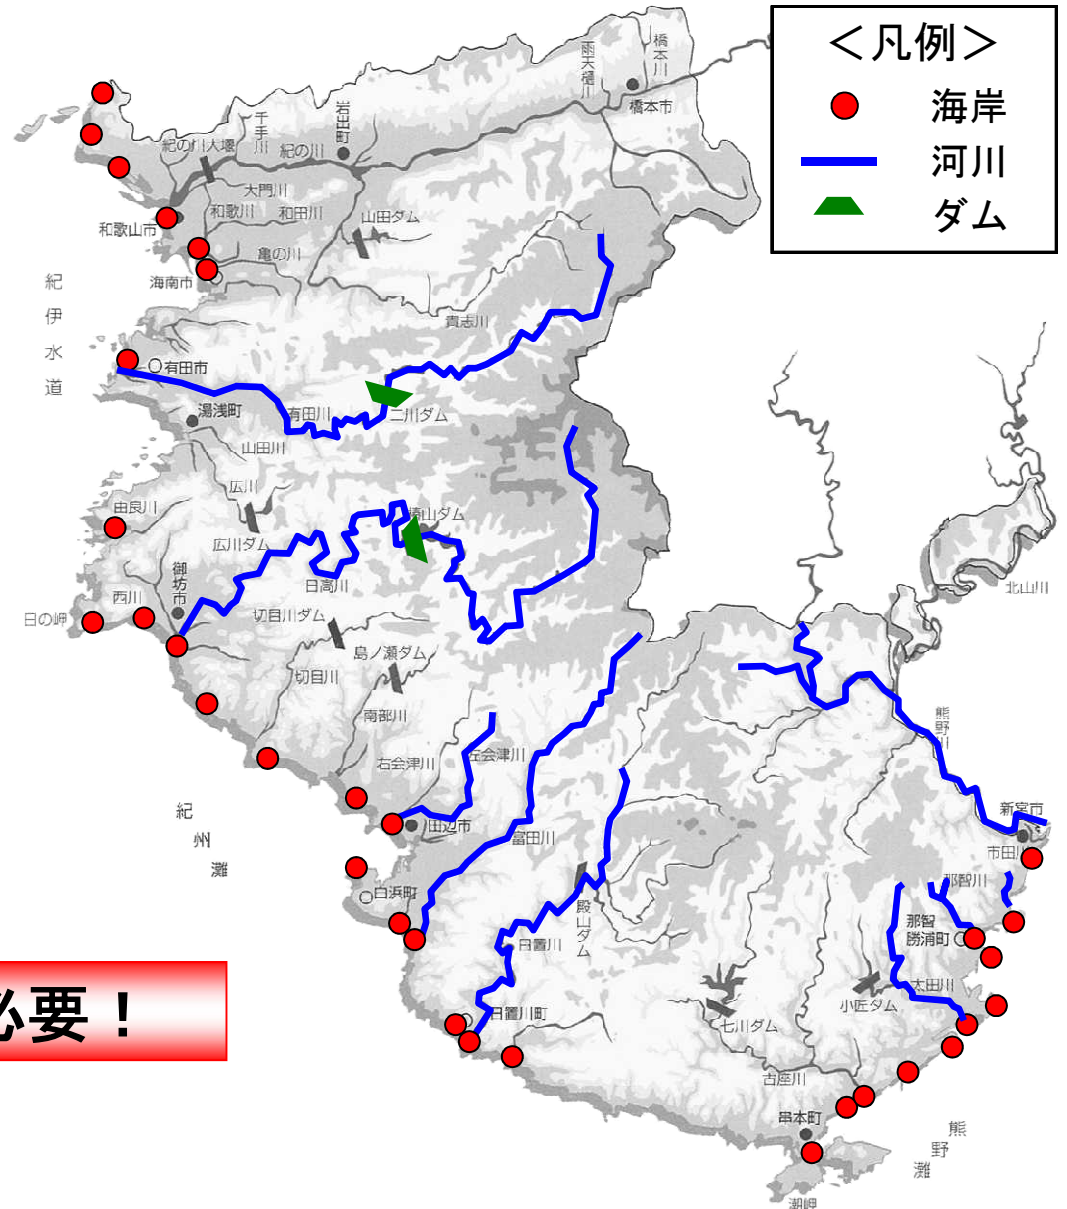 ＜凡例＞
海岸
河川
ダム
雨天樋川
橋本川
橋本市
千手川
岩出町
紀の川大堰
紀の川
大門川
和歌川
和田川
山田ダム
和歌山市
亀の川
海南市
紀伊水道
貴志川
有田市
湯浅町
有田川
二川ダム
山田川
広川
由良川
椿山ダム
広川ダム
御坊市
日高川
北山川
西川
日の岬
切目川ダム
島ノ瀬ダム
切目川
南部川
熊野川
右会津川
左会津川
紀州灘
田辺市
富田川
新宮市
市田川
那智川
白浜町
殿山ダム
那智
勝浦町
日置川
太田川
小匠ダム
必要！
日置川町
七川ダム
古座川
串本町
熊野灘
潮岬